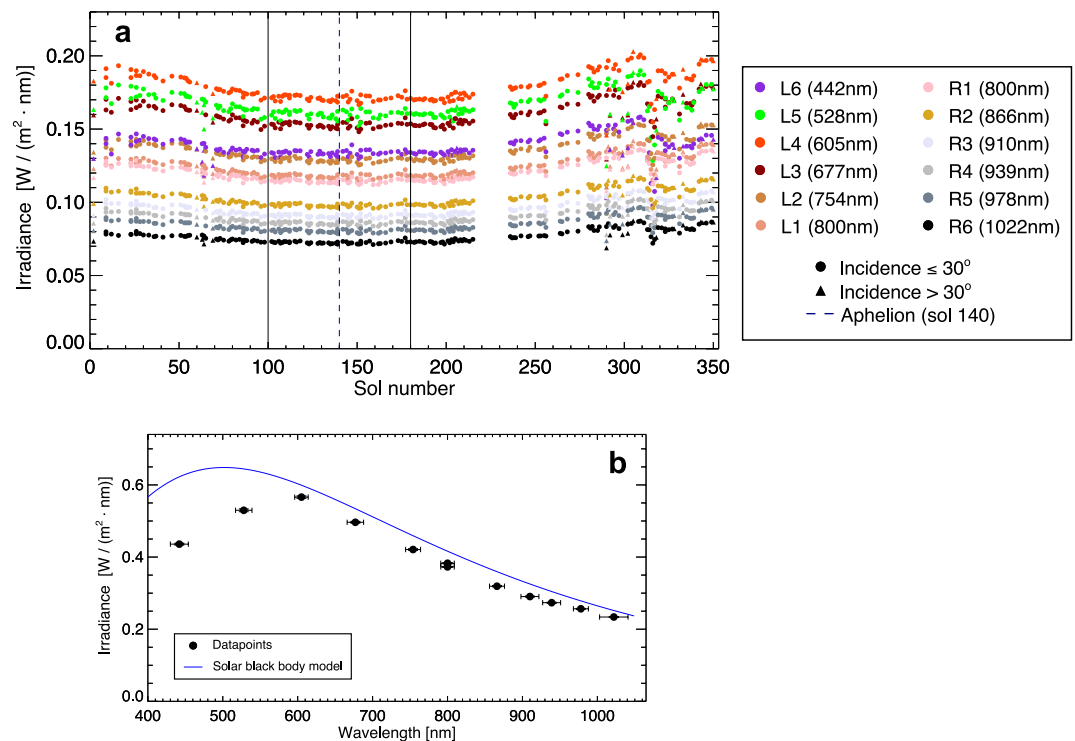 a
Irradiance [W / (m² · nm)]
0.20
0.15
0.10
0.05
0.00
0 50 100 150 200 250 300 350
Sol number
L6 (442nm) R1 (800nm)
L5 (528nm) R2 (866nm)
L4 (605nm) R3 (910nm)
L3 (677nm) R4 (939nm)
L2 (754nm) R5 (978nm)
L1 (800nm) R6 (1022nm)
Incidence ≤ 30°
Incidence > 30°
Aphelion (sol 140)
b
Irradiance [W / (m² · nm)]
0.6
0.4
0.2
0.0
Datapoints
Solar black body model
400 500 600 700 800 900 1000
Wavelength [nm]